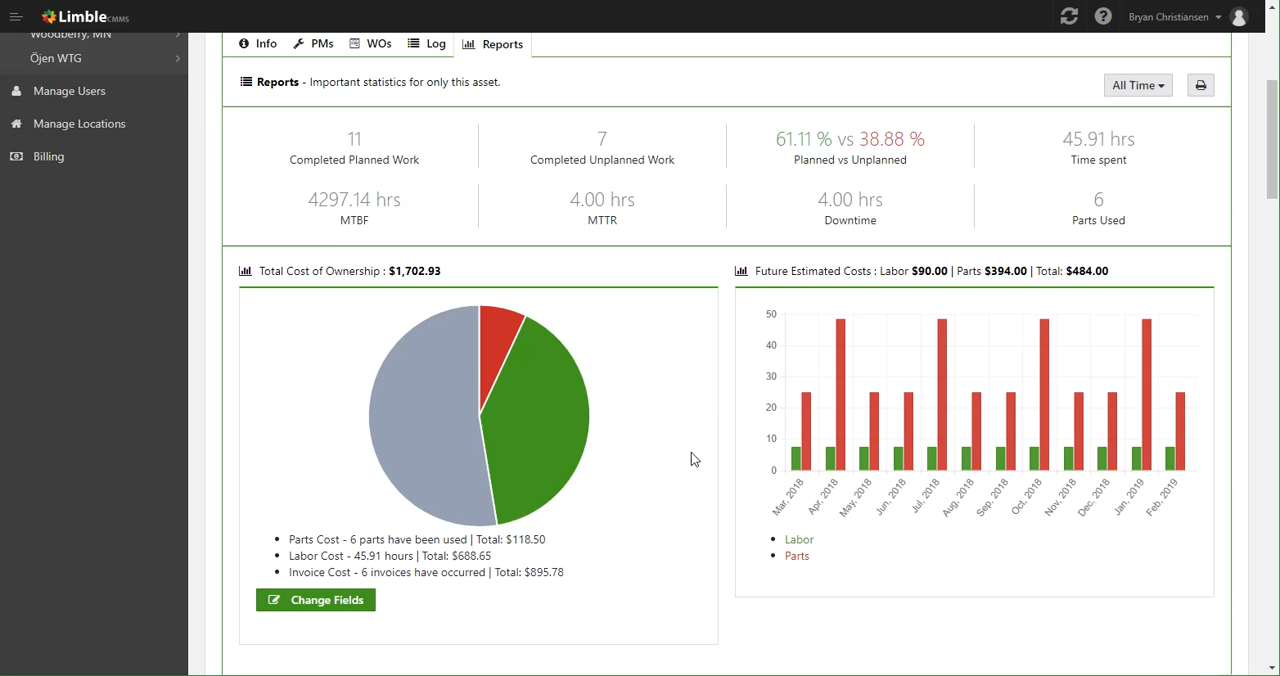 Limble CMMS
Bryan Christiansen
Woodberry, MN
Öjen WTG
Manage Users
Manage Locations
Billing
Info PMs WOs Log Reports
Reports - Important statistics for only this asset.
All Time
11
Completed Planned Work
7
Completed Unplanned Work
61.11 % vs 38.88 %
Planned vs Unplanned
45.91 hrs
Time spent
4297.14 hrs
MTBF
4.00 hrs
MTTR
4.00 hrs
Downtime
6
Parts Used
Total Cost of Ownership : $1,702.93
Parts Cost - 6 parts have been used | Total: $118.50
Labor Cost - 45.91 hours | Total: $688.65
Invoice Cost - 6 invoices have occurred | Total: $895.78
Change Fields
Future Estimated Costs : Labor $90.00 | Parts $394.00 | Total: $484.00
50
40
30
20
10
0
Mar. 2018
Apr. 2018
May. 2018
Jun. 2018
Jul. 2018
Aug. 2018
Sep. 2018
Oct. 2018
Nov. 2018
Dec. 2018
Jan. 2019
Feb. 2019
Labor
Parts